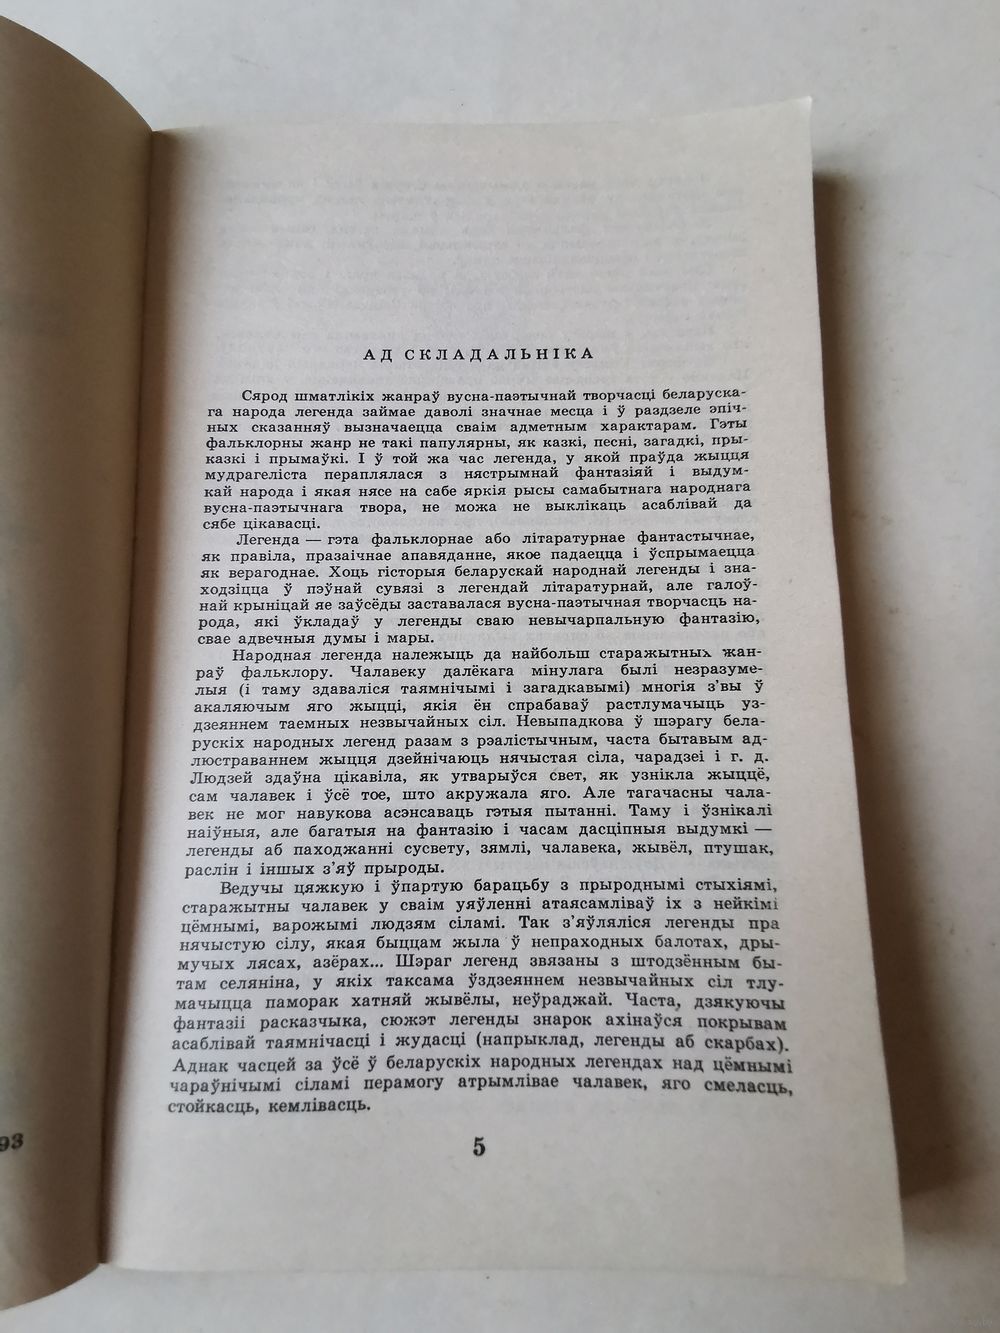 АД СКЛАДАЛЬНІКА
Сярод шматлікіх жанраў вусна-паэтычнай творчасці беларуска-
га народа легенда займае даволі значнае месца і ў раздзеле эпіч-
ных сказанняў вызначаецца сваім адметным характарам. Гэты
фальклорны жанр не такі папулярны, як казкі, песні, загадкі, пры-
казкі і прымаўкі. І ў той жа час легенда, у якой праўда жыцця
мудрагеліста пераплялася з нястрымнай фантазіяй і выдум-
кай народа і якая нясе на сабе яркія рысы самабытнага народнага
вусна-паэтычнага твора, не можа не выклікаць асаблівай да
сябе цікавасці.
Легенда — гэта фальклорнае або літаратурнае фантастычнае,
як правіла, празаічнае апавяданне, якое падаецца і ўспрымаецца
як верагоднае. Хоць гісторыя беларускай народнай легенды і зна-
ходзіцца ў пэўнай сувязі з легендай літаратурнай, але галоў-
най крыніцай яе заўсёды заставалася вусна-паэтычная творчасць на-
рода, які ўкладаў у легенды сваю невычарпальную фантазію,
свае адвечныя думы і мары.
Народная легенда належыць да найбольш старажытных жан-
раў фальклору. Чалавеку далёкага мінулага былі незразуме-
лыя (і таму здаваліся таямнічымі і загадкавымі) многія з'вы ў
акаляючым яго жыцці, якія ён спрабаваў растлумачыць уз-
дзеяннем таемных незвычайных сіл. Невыпадкова ў шэрагу бела-
рускіх народных легенд разам з рэалістычным, часта бытавым ад-
люстраваннем жыцця дзейнічаюць нячыстая сіла, чарадзеі і г. д.
Людзей здаўна цікавіла, як утварыўся свет, як узнікла жыццё,
сам чалавек і ўсё тое, што акружала яго. Але тагачасны чала-
век не мог навукова асэнсаваць гэтыя пытанні. Таму і ўзнікалі
наіўныя, але багатыя на фантазію і часам дасціпныя выдумкі —
легенды аб паходжанні сусвету, зямлі, чалавека, жывёл, птушак,
раслін і іншых з'яў прыроды.
Ведучы цяжкую і ўпартую барацьбу з прыроднымі стыхіямі,
старажытны чалавек у сваім уяўленні атаясамліваў іх з нейкімі
цёмнымі, варожымі людзям сіламі. Так з'яўляліся легенды пра
нячыстую сілу, якая быццам жыла ў непраходных балотах, дры-
мучых лясах, азёрах... Шэраг легенд звязаны з штодзённым бы-
там селяніна, у якіх таксама ўздзеяннем незвычайных сіл тлу-
мачыцца паморак хатняй жывёлы, неўраджай. Часта, дзякуючы
фантазіі расказчыка, сюжэт легенды знарок ахінаўся покрывам
асаблівай таямнічасці і жудасці (напрыклад, легенды аб скарбах).
Аднак часцей за ўсё ў беларускіх народных легендах над цёмнымі
чараўнічымі сіламі перамогу атрымлівае чалавек, яго смеласць,
стойкасць, кемлівасць.
93
5